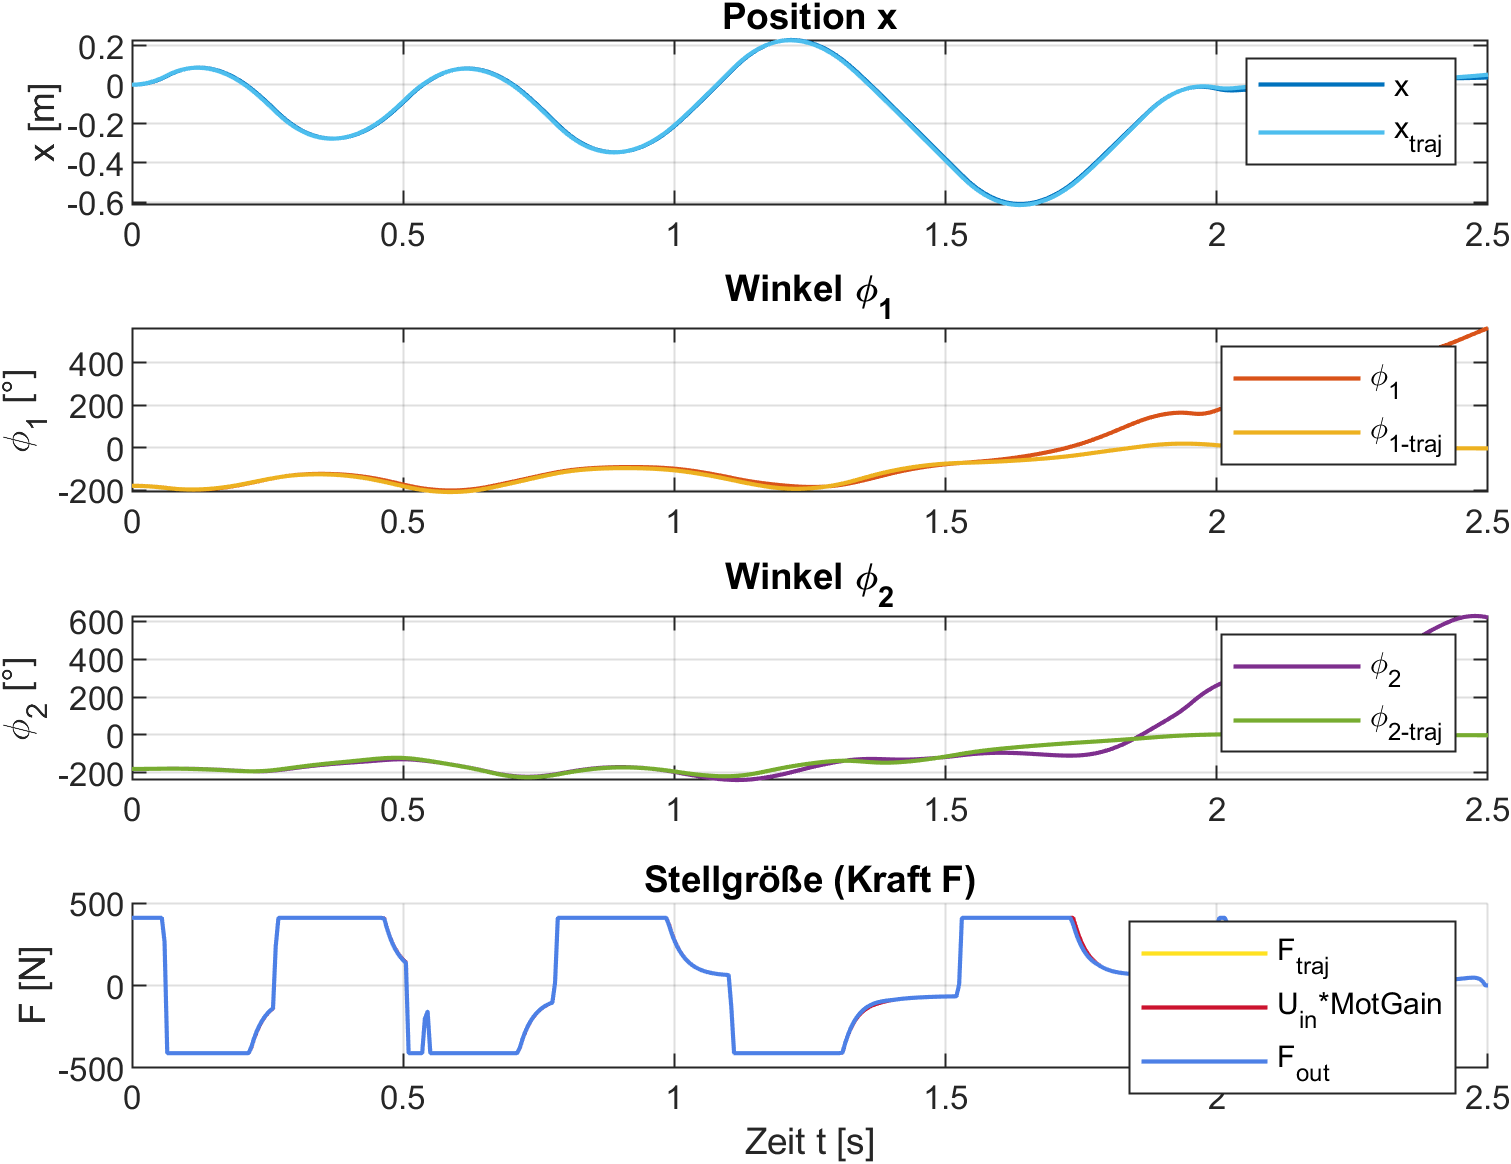 Position x
x [m]
0.2
0
-0.2
-0.4
-0.6
x
x_traj
0 0.5 1 1.5 2 2.5
Winkel ϕ_1
ϕ_1 [°]
400
200
0
-200
ϕ_1
ϕ_1-traj
0 0.5 1 1.5 2 2.5
Winkel ϕ_2
ϕ_2 [°]
600
400
200
0
-200
ϕ_2
ϕ_2-traj
0 0.5 1 1.5 2 2.5
Stellgröße (Kraft F)
F [N]
500
0
-500
F_traj
U_in*MotGain
F_out
0 0.5 1 1.5 2 2.5
Zeit t [s]